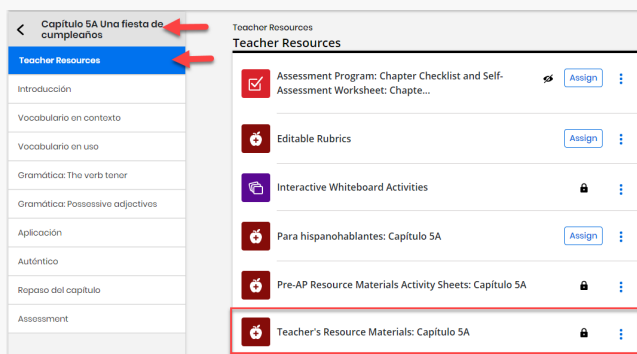 Capítulo 5A Una fiesta de
cumpleaños
Teacher Resources
Introducción
Vocabulario en contexto
Vocabulario en uso
Gramática: The verb tener
Gramática: Possessive adjectives
Aplicación
Auténtico
Repaso del capítulo
Assessment
Teacher Resources
Teacher Resources
Assessment Program: Chapter Checklist and Self-
Assessment Worksheet: Chapte...
Assign
Editable Rubrics
Assign
Interactive Whiteboard Activities
Para hispanohablantes: Capítulo 5A
Assign
Pre-AP Resource Materials Activity Sheets: Capítulo 5A
Teacher's Resource Materials: Capítulo 5A